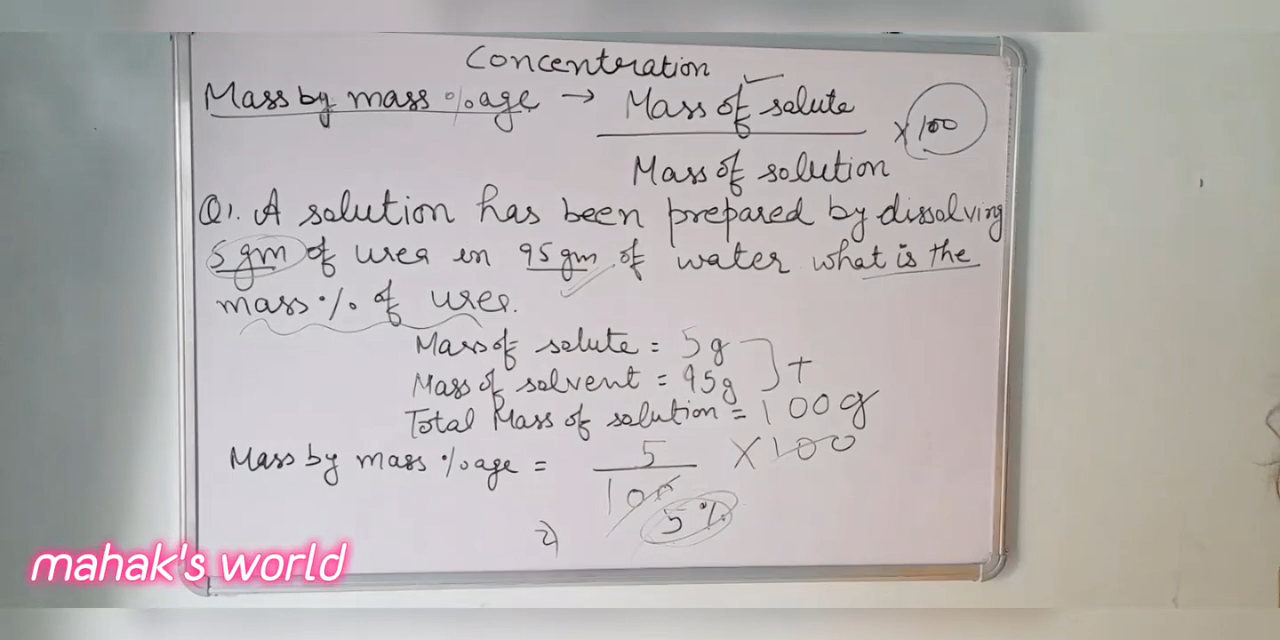 Concentration
Mass by mass %age → Mass of solute
x 100
Mass of solution
Q1. A solution has been prepared by dissolving
5 gm of urea in 95 gm of water what is the
mass % of urea.
Mass of solute = 5g
Mass of solvent = 95g
+
Total Mass of solution = 100g
Mass by mass %age = 5 X 100
100
5%
mahak's world